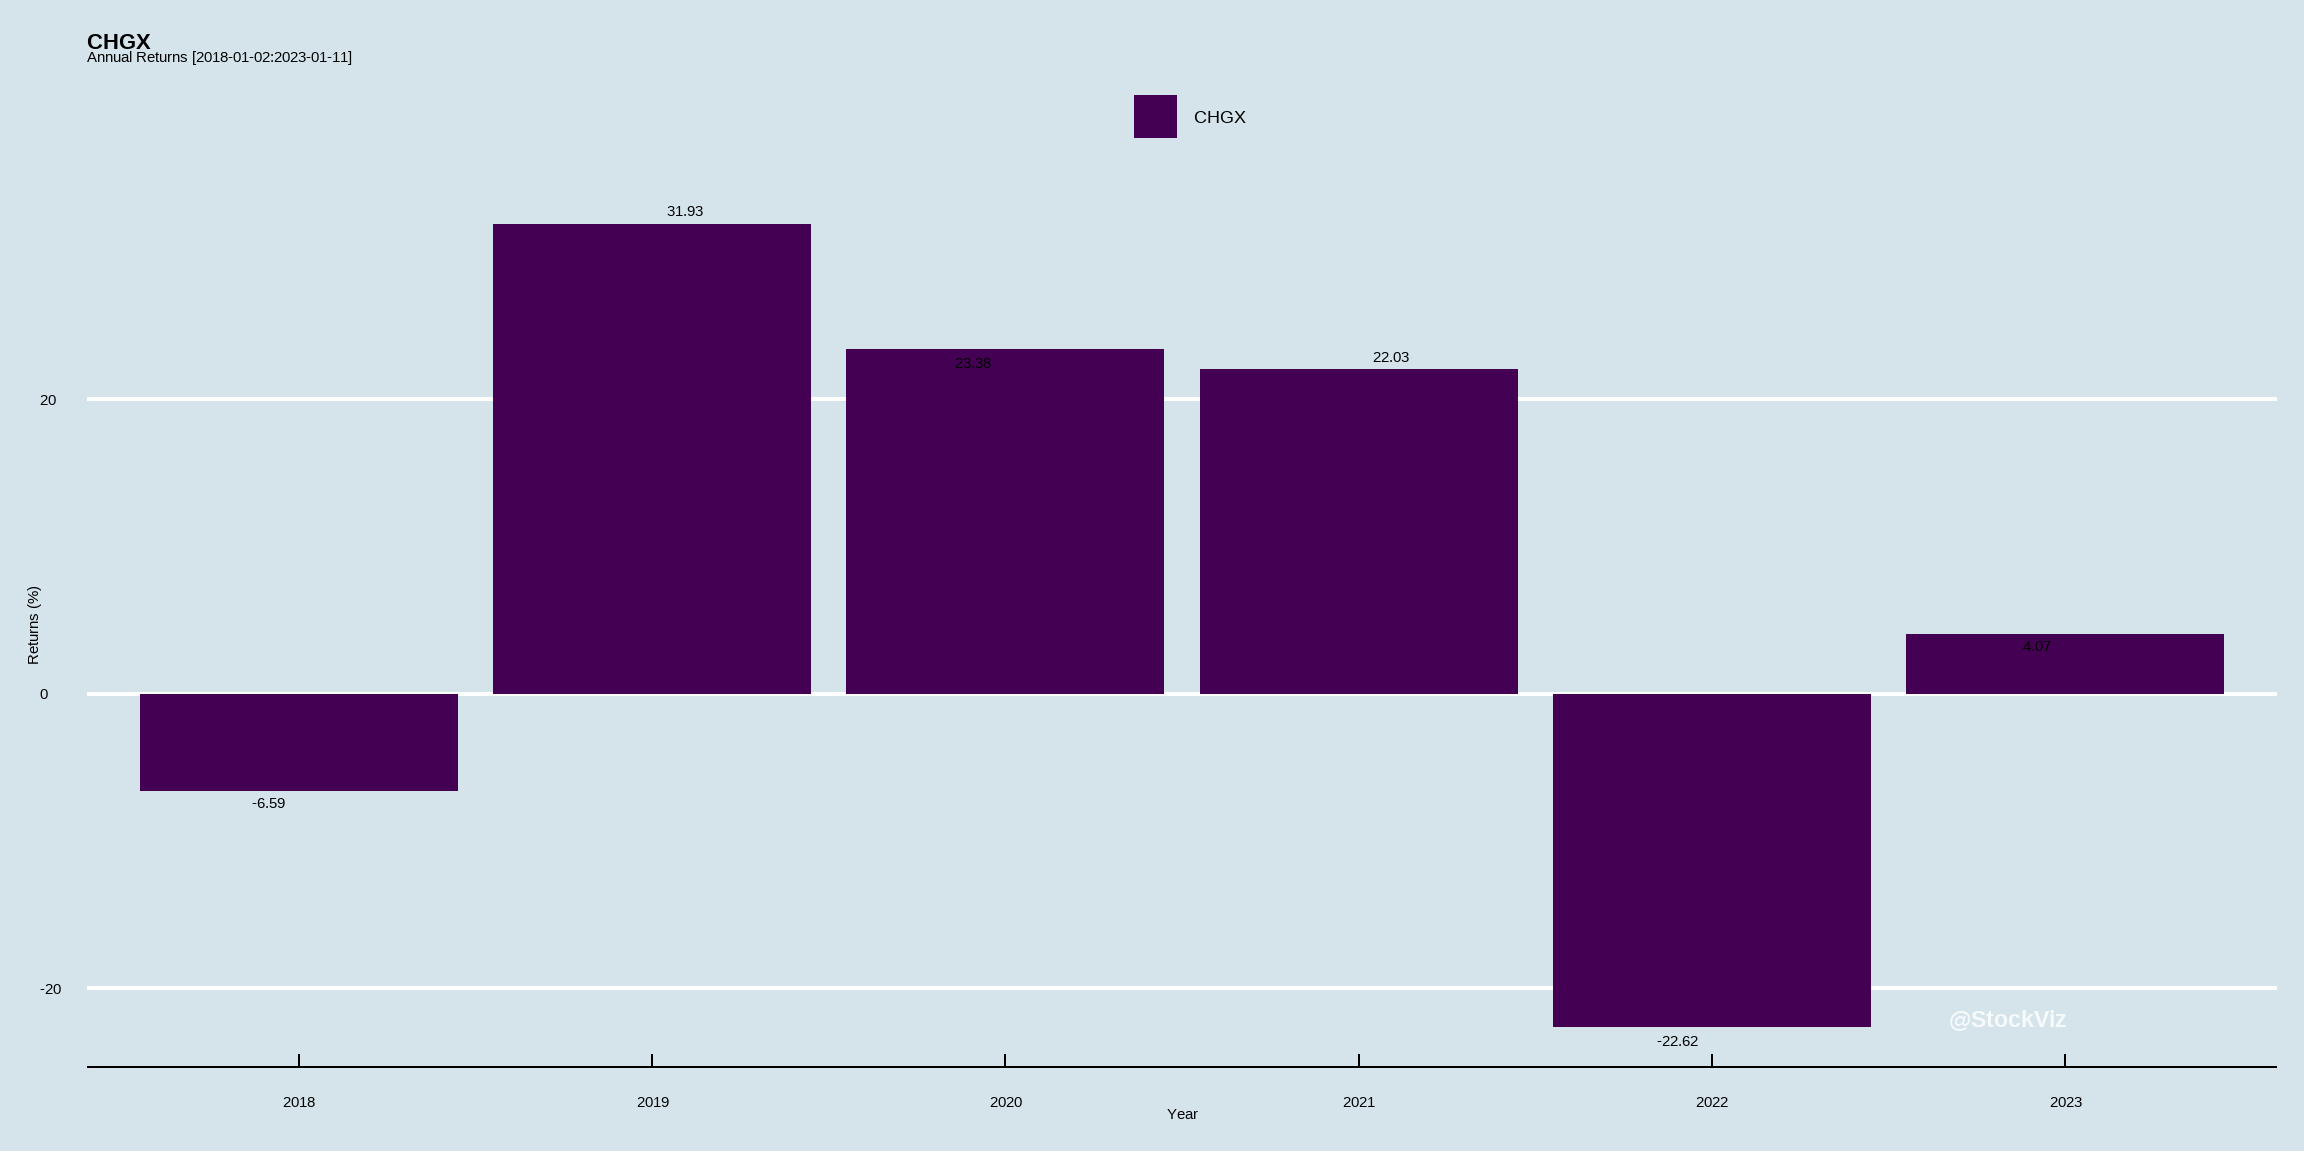 CHGX
Annual Returns [2018-01-02:2023-01-11]
CHGX
31.93
22.03
23.38
20
Returns (%)
4.07
0
-6.59
-20
@StockViz
-22.62
2018 2019 2020 2021 2022 2023
Year